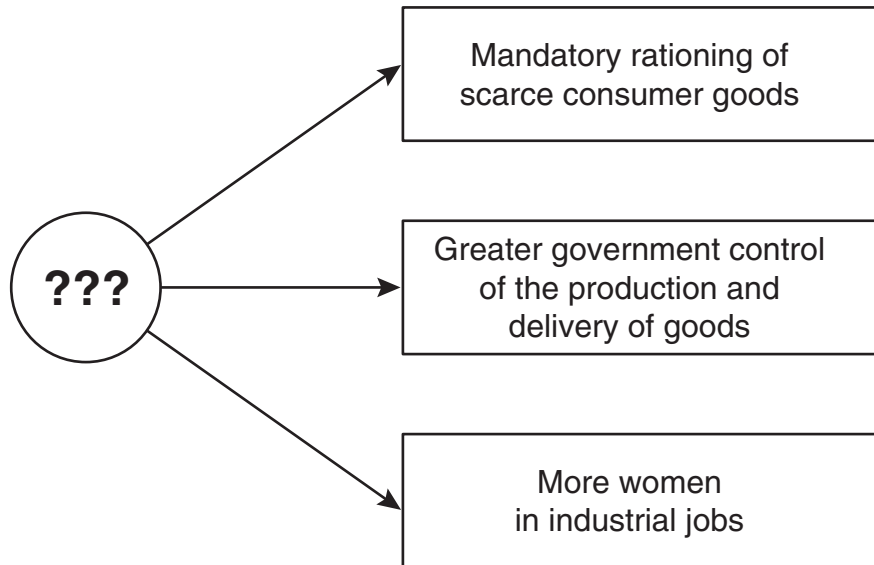 Mandatory rationing of
scarce consumer goods
???
Greater government control
of the production and
delivery of goods
More women
in industrial jobs